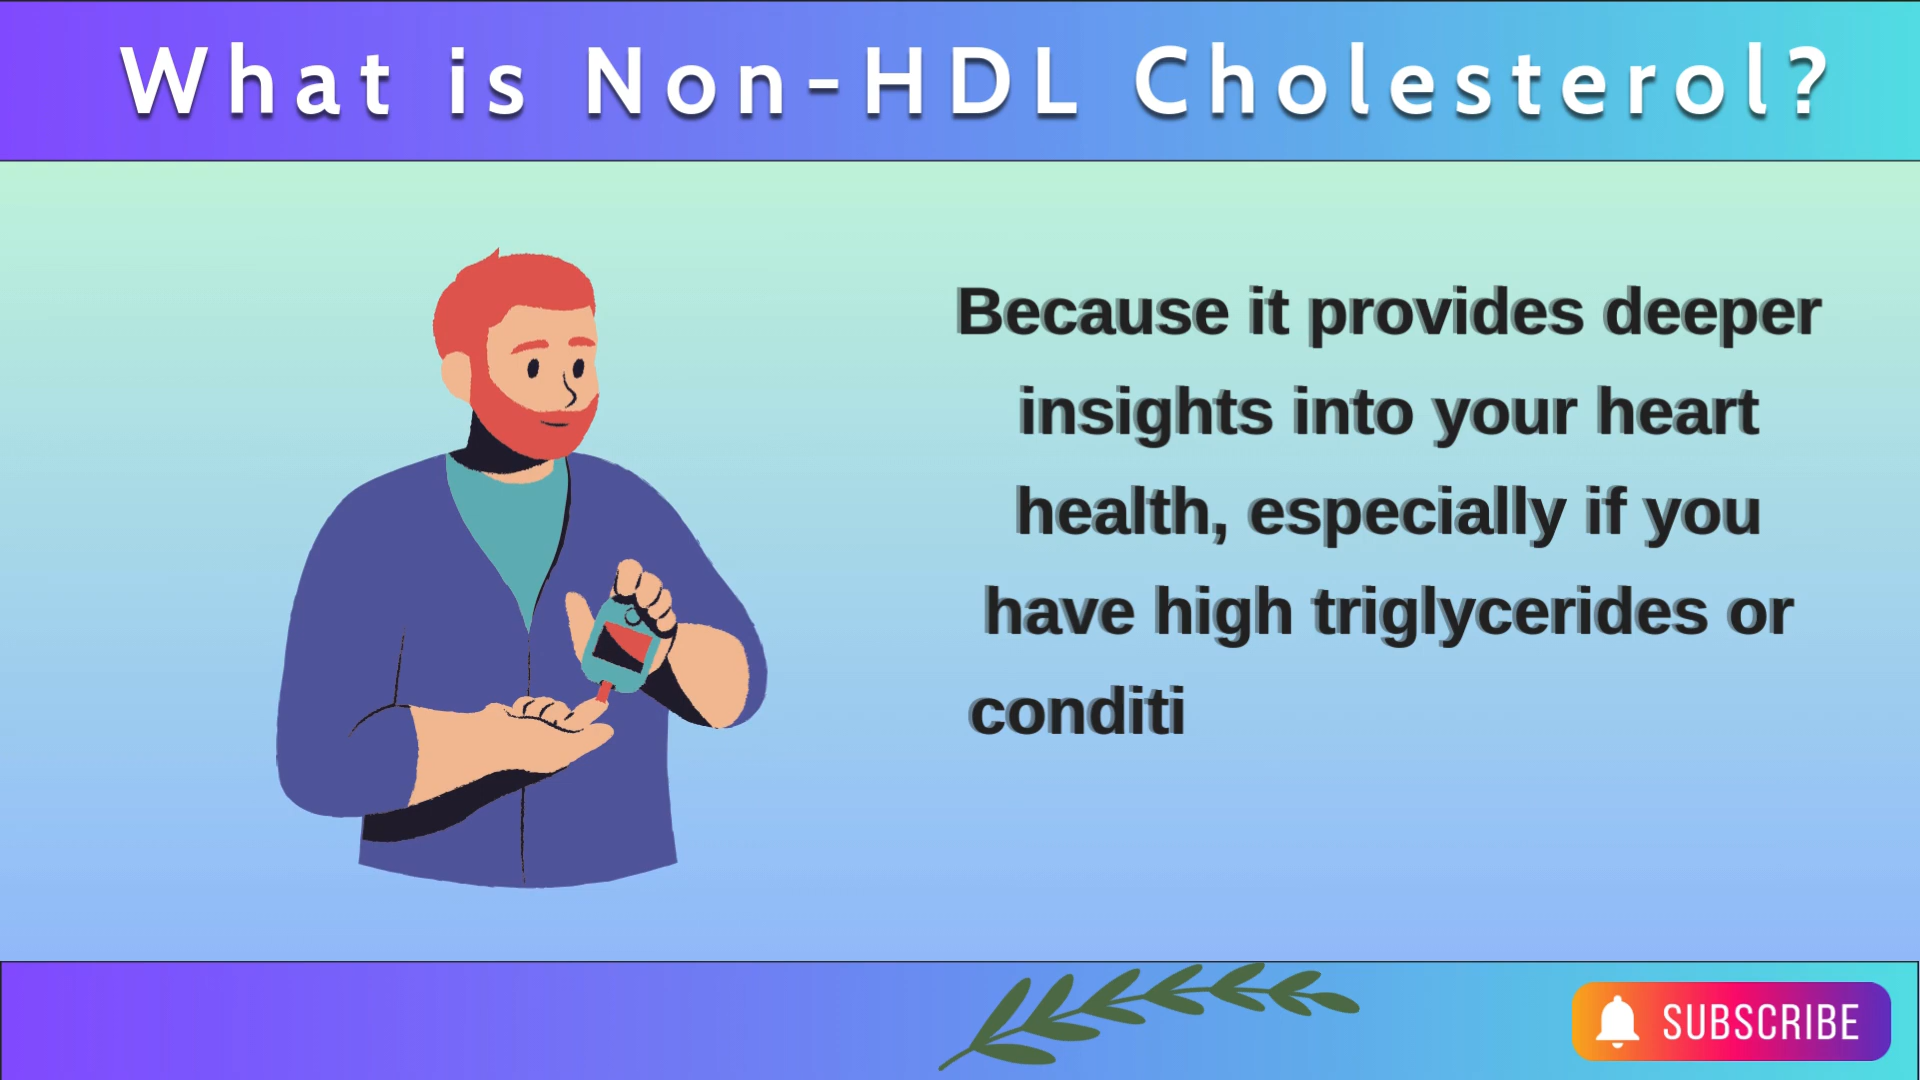 What is Non-HDL Cholesterol?
Because it provides deeper
insights into your heart
health, especially if you
have high triglycerides or
conditi
SUBSCRIBE